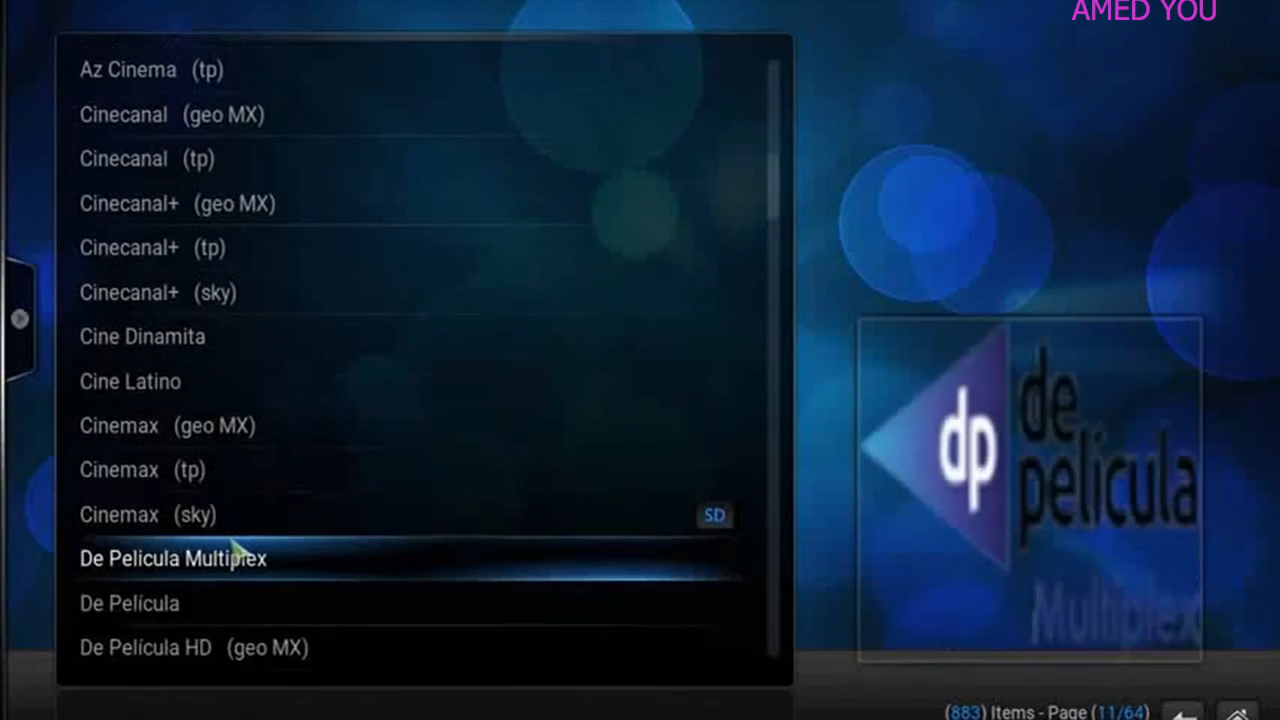 AMED YOU
Az Cinema (tp)
Cinecanal (geo MX)
Cinecanal (tp)
Cinecanal+ (geo MX)
Cinecanal+ (tp)
Cinecanal+ (sky)
Cine Dinamita
Cine Latino
Cinemax (geo MX)
Cinemax (tp)
Cinemax (sky)
SD
De Pelicula Multiplex
De Película
De Película HD (geo MX)
dp
de
película
Multiplex
(883) Items - Page (11/64)